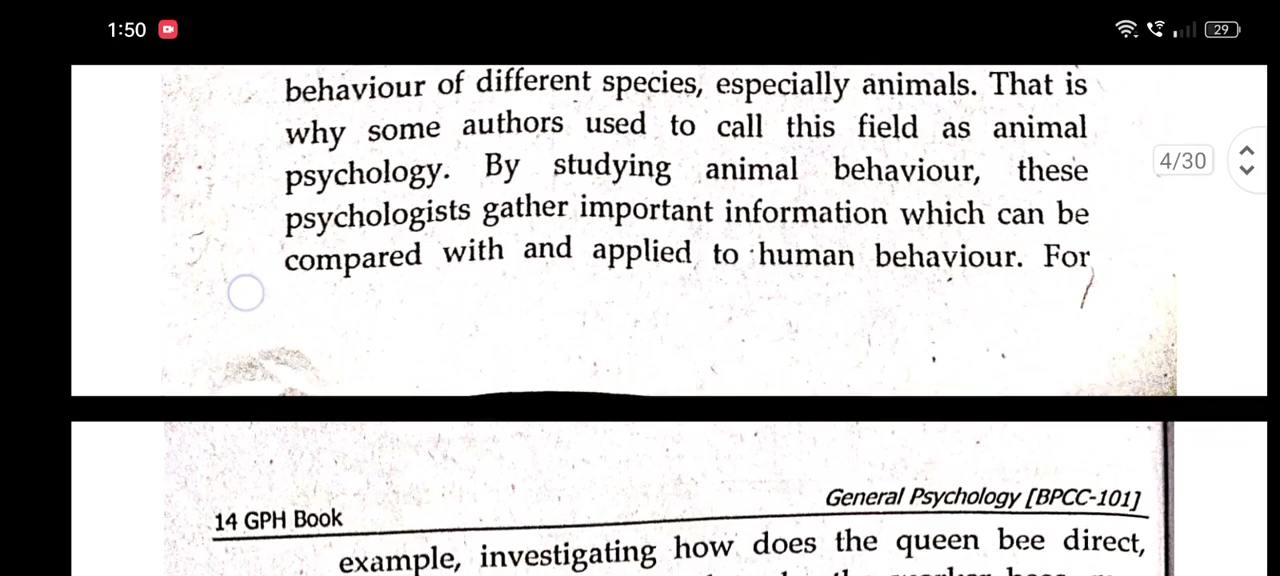 1:50
29
behaviour of different species, especially animals. That is
why some authors used to call this field as animal
psychology. By studying animal behaviour, these
4/30
psychologists gather important information which can be
compared with and applied to human behaviour. For
General Psychology [BPCC-101]
14 GPH Book
example, investigating how does the queen bee direct,